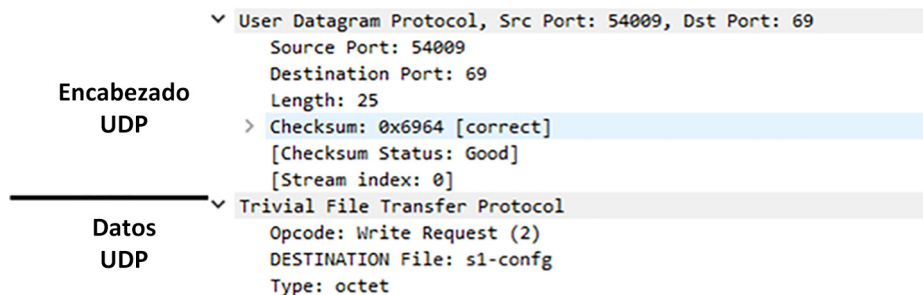 User Datagram Protocol, Src Port: 54009, Dst Port: 69
Source Port: 54009
Destination Port: 69
Length: 25
Checksum: 0x6964 [correct]
[Checksum Status: Good]
[Stream index: 0]
Encabezado
UDP
Trivial File Transfer Protocol
Opcode: Write Request (2)
DESTINATION File: s1-confg
Type: octet
Datos
UDP